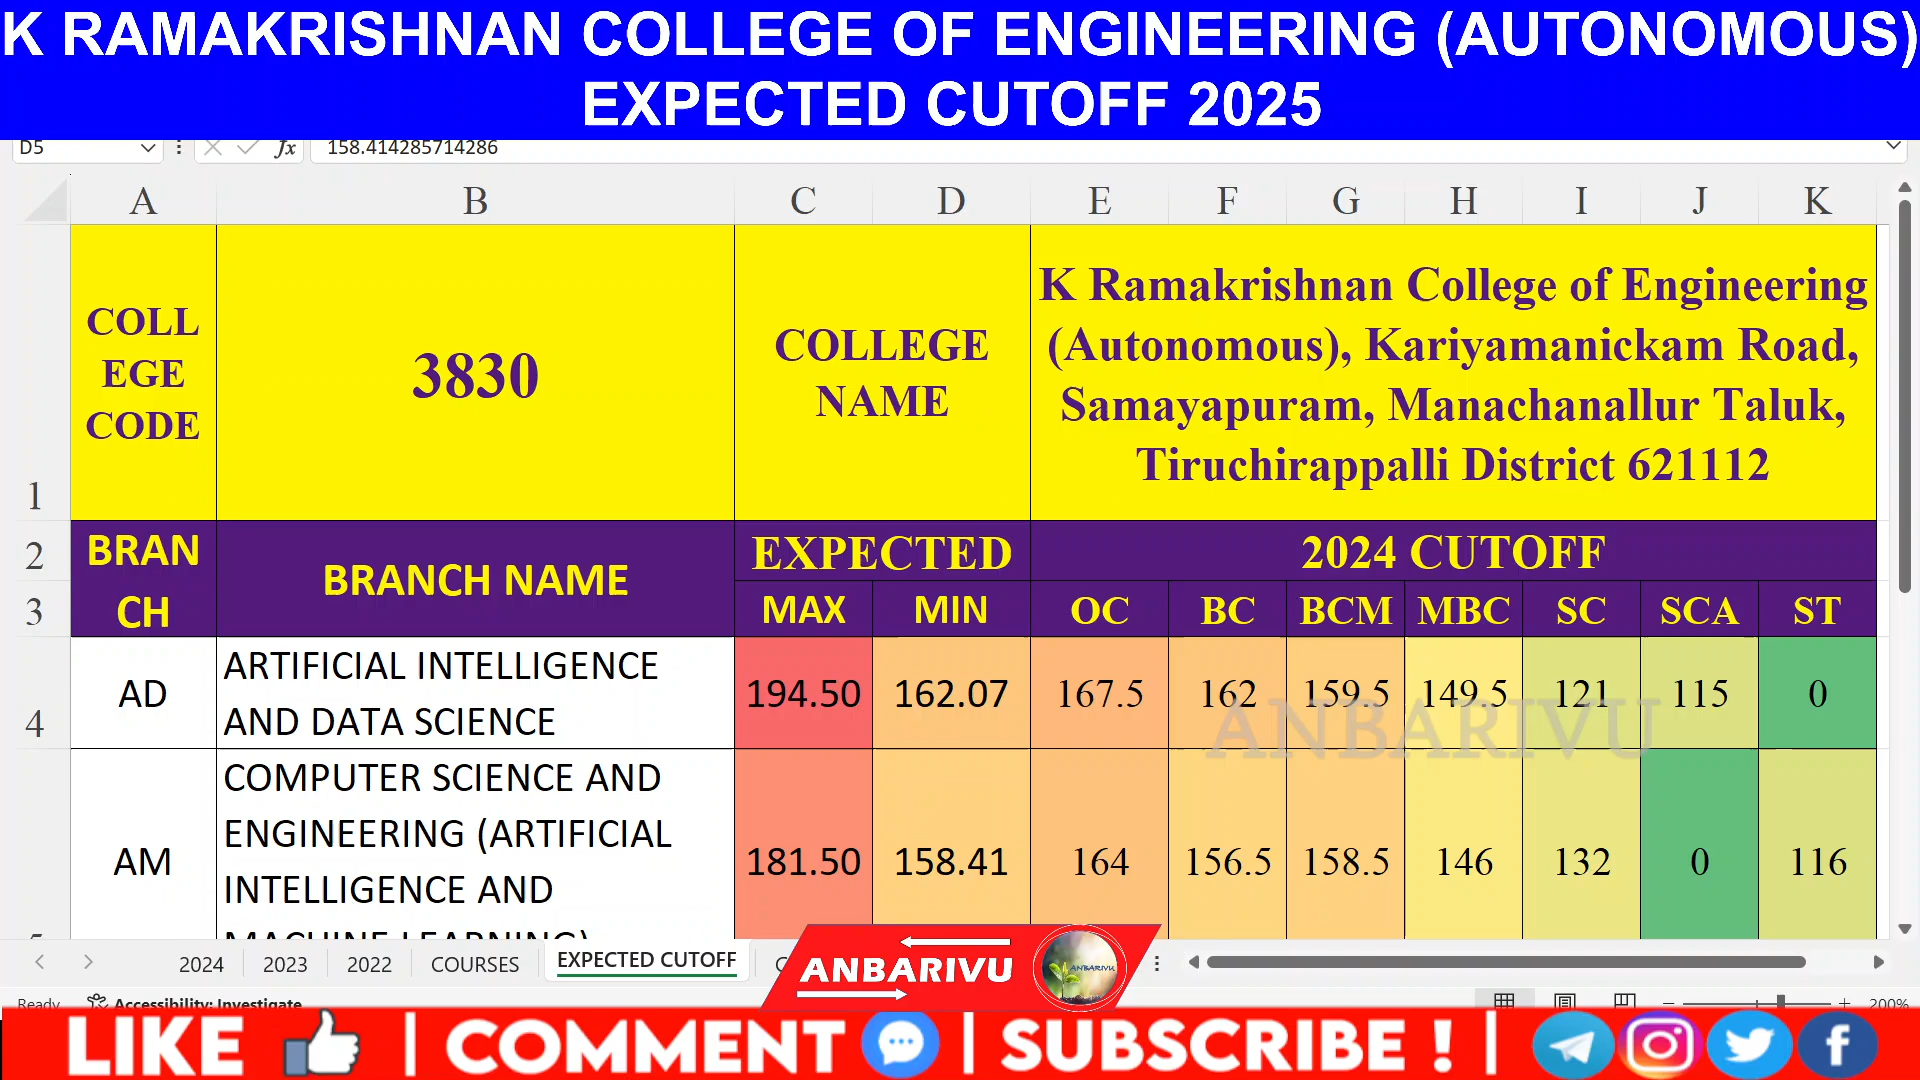 K RAMAKRISHNAN COLLEGE OF ENGINEERING (AUTONOMOUS)
EXPECTED CUTOFF 2025
D5 fx 158.414285714286
A B C D E F G H I J K
1 COLL
EGE
CODE
3830
COLLEGE
NAME
K Ramakrishnan College of Engineering
(Autonomous), Kariyamanickam Road,
Samayapuram, Manachanallur Taluk,
Tiruchirappalli District 621112
2 3 BRAN
CH
BRANCH NAME
EXPECTED 2024 CUTOFF
MAX MIN OC BC BCM MBC SC SCA ST
4 AD
ARTIFICIAL INTELLIGENCE
AND DATA SCIENCE
194.50 162.07 167.5 162 159.5 149.5 121 115 0
ANBARIVU
AM
COMPUTER SCIENCE AND
ENGINEERING (ARTIFICIAL
INTELLIGENCE AND
MACHINE LEARNING)
181.50 158.41 164 156.5 158.5 146 132 0 116
5
2024 2023 2022 COURSES EXPECTED CUTOFF
ANBARIVU
ANBARIVU
Ready Accessibility: Investigate 200%
LIKE | COMMENT | SUBSCRIBE ! |